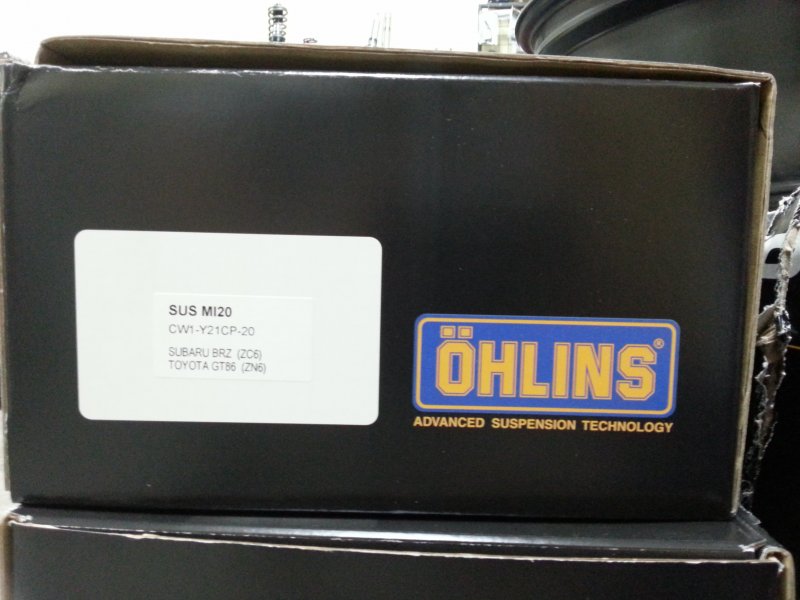 SUS MI20
CW1-Y21CP-20
SUBARU BRZ (ZC6)
TOYOTA GT86 (ZN6)
ÖHLINS®
ADVANCED SUSPENSION TECHNOLOGY